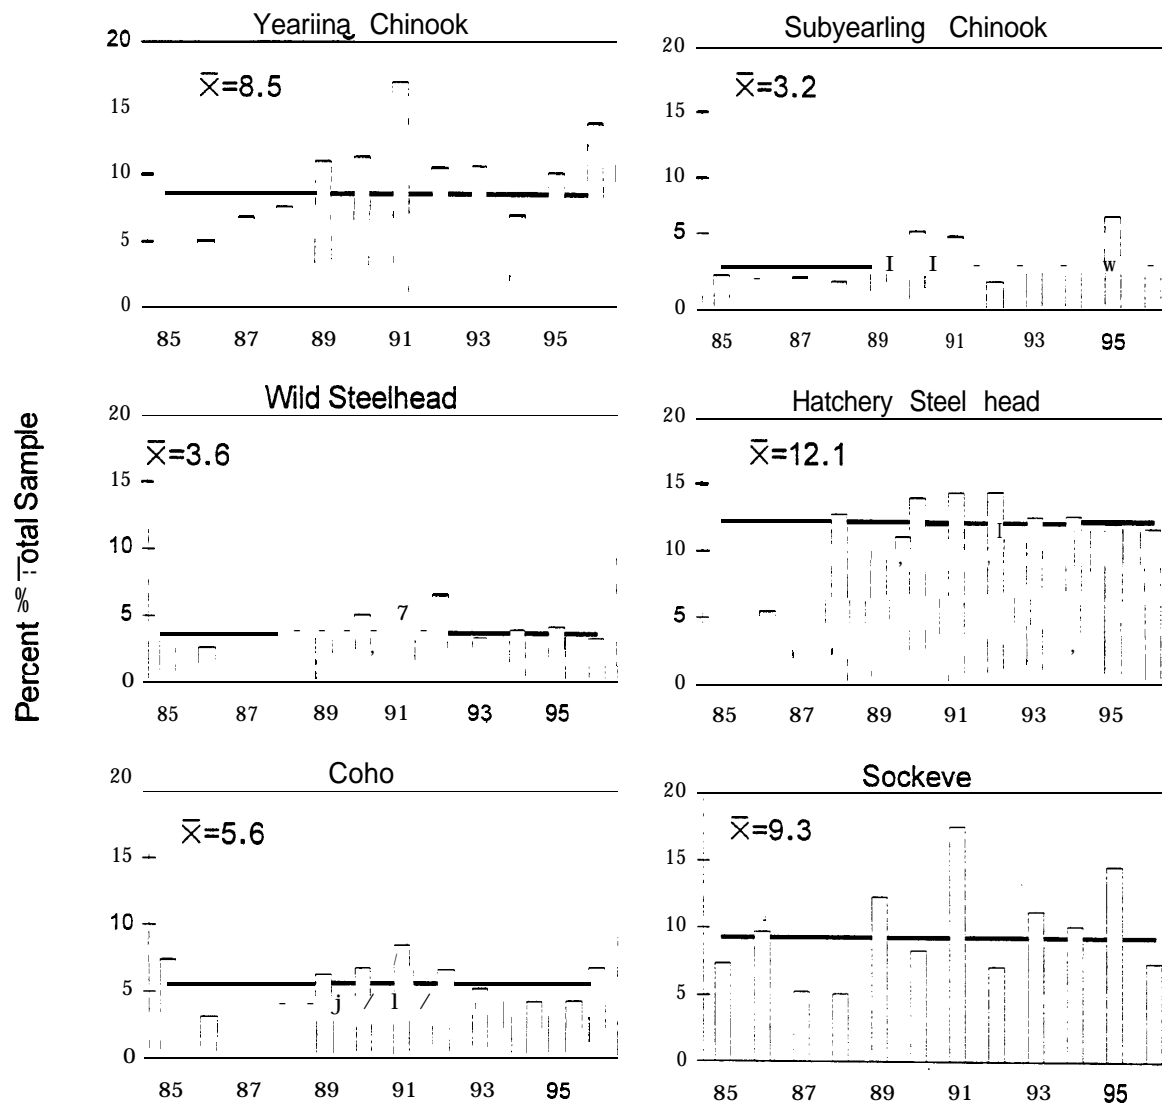 Yeariina Chinook
20
X̅=8.5
15
10
5
0
85 87 89 91 93 95
Subyearling Chinook
20
X̅=3.2
15
10
5
0
85 87 89 91 93 95
Percent % Total Sample
Wild Steelhead
20
X̅=3.6
15
10
5
0
85 87 89 91 93 95
Hatchery Steel head
20
X̅=12.1
15
10
5
0
85 87 89 91 93 95
Coho
20
X̅=5.6
15
10
5
0
85 87 89 91 93 95
Sockeve
20
X̅=9.3
15
10
5
0
85 87 89 91 93 95